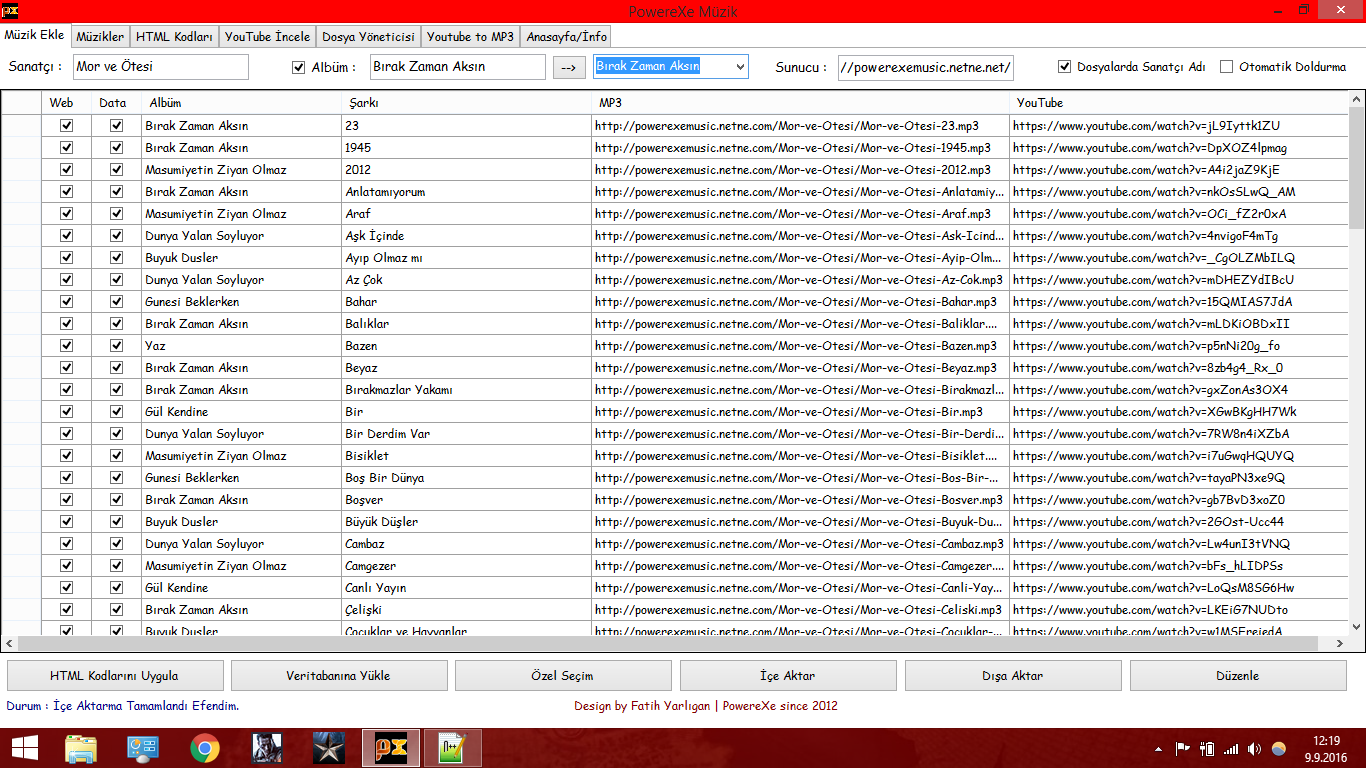 PX PowereXe Müzik
Müzik Ekle Müzikler HTML Kodları YouTube İncele Dosya Yöneticisi Youtube to MP3 Anasayfa/İnfo
Sanatçı : Mor ve Ötesi Albüm : Bırak Zaman Aksın --> Bırak Zaman Aksın Sunucu : //powerexemusic.netne.net/ Dosyalarda Sanatçı Adı Otomatik Doldurma
Web Data Albüm Şarkı MP3 YouTube
Bırak Zaman Aksın 23 http://powerexemusic.netne.com/Mor-ve-Otesi/Mor-ve-Otesi-23.mp3 https://www.youtube.com/watch?v=jL9Iyttk1ZU
Bırak Zaman Aksın 1945 http://powerexemusic.netne.com/Mor-ve-Otesi/Mor-ve-Otesi-1945.mp3 https://www.youtube.com/watch?v=DpXOZ4lpmag
Masumiyetin Ziyan Olmaz 2012 http://powerexemusic.netne.com/Mor-ve-Otesi/Mor-ve-Otesi-2012.mp3 https://www.youtube.com/watch?v=A4i2jaZ9KjE
Bırak Zaman Aksın Anlatamıyorum http://powerexemusic.netne.com/Mor-ve-Otesi/Mor-ve-Otesi-Anlatamiy... https://www.youtube.com/watch?v=nkOsSLwQ_AM
Masumiyetin Ziyan Olmaz Araf http://powerexemusic.netne.com/Mor-ve-Otesi/Mor-ve-Otesi-Araf.mp3 https://www.youtube.com/watch?v=OCi_fZ2r0xA
Dunya Yalan Soyluyor Aşk İçinde http://powerexemusic.netne.com/Mor-ve-Otesi/Mor-ve-Otesi-Ask-Icind... https://www.youtube.com/watch?v=4nvigoF4mTg
Buyuk Dusler Ayıp Olmaz mı http://powerexemusic.netne.com/Mor-ve-Otesi/Mor-ve-Otesi-Ayip-Olm... https://www.youtube.com/watch?v=_CgOLZMbILQ
Dunya Yalan Soyluyor Az Çok http://powerexemusic.netne.com/Mor-ve-Otesi/Mor-ve-Otesi-Az-Cok.mp3 https://www.youtube.com/watch?v=mDHEZYdIBcU
Gunesi Beklerken Bahar http://powerexemusic.netne.com/Mor-ve-Otesi/Mor-ve-Otesi-Bahar.mp3 https://www.youtube.com/watch?v=15QMIAS7JdA
Bırak Zaman Aksın Balıklar http://powerexemusic.netne.com/Mor-ve-Otesi/Mor-ve-Otesi-Baliklar.... https://www.youtube.com/watch?v=mLDKiOBDxII
Yaz Bazen http://powerexemusic.netne.com/Mor-ve-Otesi/Mor-ve-Otesi-Bazen.mp3 https://www.youtube.com/watch?v=p5nNi20g_fo
Bırak Zaman Aksın Beyaz http://powerexemusic.netne.com/Mor-ve-Otesi/Mor-ve-Otesi-Beyaz.mp3 https://www.youtube.com/watch?v=8zb4g4_Rx_0
Bırak Zaman Aksın Bırakmazlar Yakamı http://powerexemusic.netne.com/Mor-ve-Otesi/Mor-ve-Otesi-Birakmazl... https://www.youtube.com/watch?v=gxZonAs3OX4
Gül Kendine Bir http://powerexemusic.netne.com/Mor-ve-Otesi/Mor-ve-Otesi-Bir.mp3 https://www.youtube.com/watch?v=XGwBKgHH7Wk
Dunya Yalan Soyluyor Bir Derdim Var http://powerexemusic.netne.com/Mor-ve-Otesi/Mor-ve-Otesi-Bir-Derdi... https://www.youtube.com/watch?v=7RW8n4iXZbA
Masumiyetin Ziyan Olmaz Bisiklet http://powerexemusic.netne.com/Mor-ve-Otesi/Mor-ve-Otesi-Bisiklet.... https://www.youtube.com/watch?v=i7uGwqHQUYQ
Gunesi Beklerken Boş Bir Dünya http://powerexemusic.netne.com/Mor-ve-Otesi/Mor-ve-Otesi-Bos-Bir-... https://www.youtube.com/watch?v=tayaPN3xe9Q
Bırak Zaman Aksın Boşver http://powerexemusic.netne.com/Mor-ve-Otesi/Mor-ve-Otesi-Bosver.mp3 https://www.youtube.com/watch?v=gb7BvD3xoZ0
Buyuk Dusler Büyük Düşler http://powerexemusic.netne.com/Mor-ve-Otesi/Mor-ve-Otesi-Buyuk-Du... https://www.youtube.com/watch?v=2GOst-Ucc44
Dunya Yalan Soyluyor Cambaz http://powerexemusic.netne.com/Mor-ve-Otesi/Mor-ve-Otesi-Cambaz.mp3 https://www.youtube.com/watch?v=Lw4unI3tVNQ
Masumiyetin Ziyan Olmaz Camgezer http://powerexemusic.netne.com/Mor-ve-Otesi/Mor-ve-Otesi-Camgezer.... https://www.youtube.com/watch?v=bFs_hLIDPSs
Gül Kendine Canlı Yayın http://powerexemusic.netne.com/Mor-ve-Otesi/Mor-ve-Otesi-Canli-Yay... https://www.youtube.com/watch?v=LoQsM8SG6Hw
Bırak Zaman Aksın Çelişki http://powerexemusic.netne.com/Mor-ve-Otesi/Mor-ve-Otesi-Celiski.mp3 https://www.youtube.com/watch?v=LKEiG7NUDto
Buyuk Dusler Çocuklar ve Hayvanlar http://powerexemusic.netne.com/Mor-ve-Otesi/Mor-ve-Otesi-Cocuklar-...
HTML Kodlarını Uygula Veritabanına Yükle Özel Seçim İçe Aktar Dışa Aktar Düzenle
Durum : İçe Aktarma Tamamlandı Efendim. Design by Fatih Yarlıgan | PowereXe since 2012
PX N++ 12:19
9.9.2016